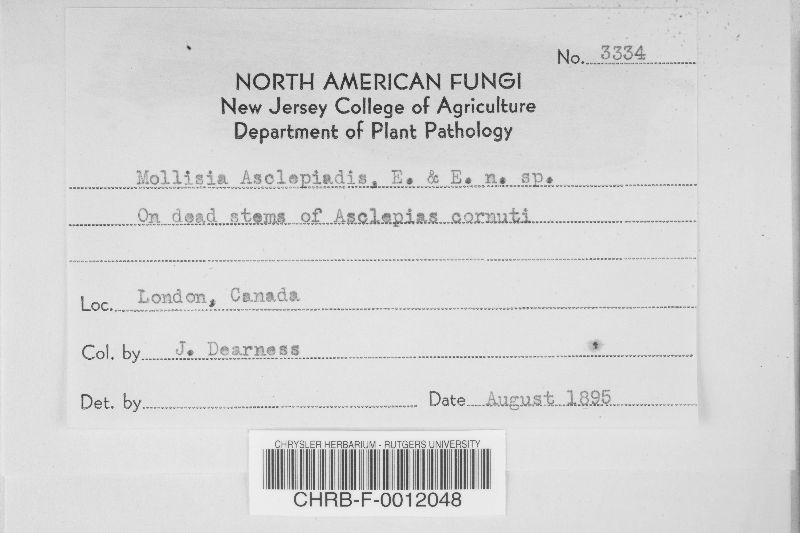 No. 3334
NORTH AMERICAN FUNGI
New Jersey College of Agriculture
Department of Plant Pathology
Mollisia Asclepiadis, E. & E. n. sp.
On dead stems of Asclepias cornuti
Loc. London, Canada
Col. by J. Dearness
Det. by
Date August 1895
CHRYSLER HERBARIUM - RUTGERS UNIVERSITY
CHRB-F-0012048